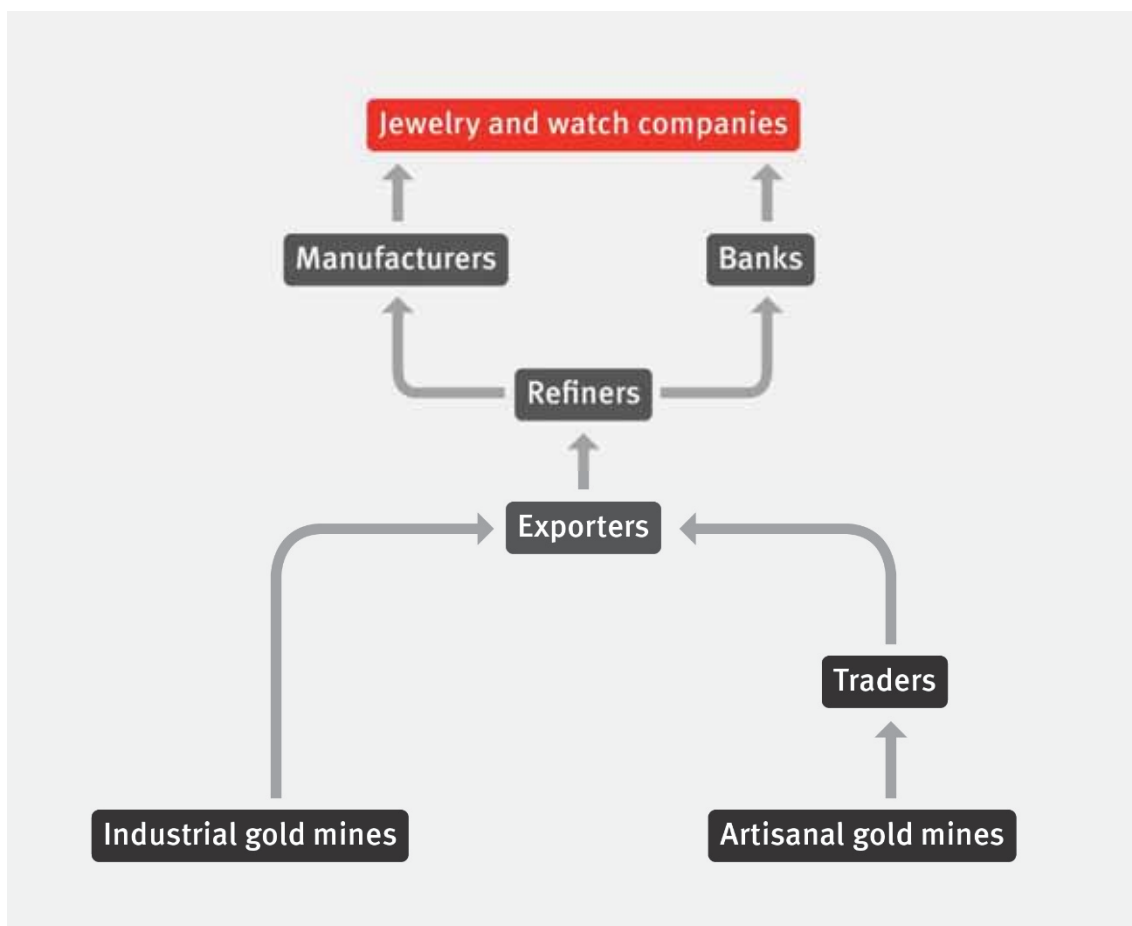 Jewelry and watch companies
Manufacturers
Banks
Refiners
Exporters
Traders
Industrial gold mines
Artisanal gold mines